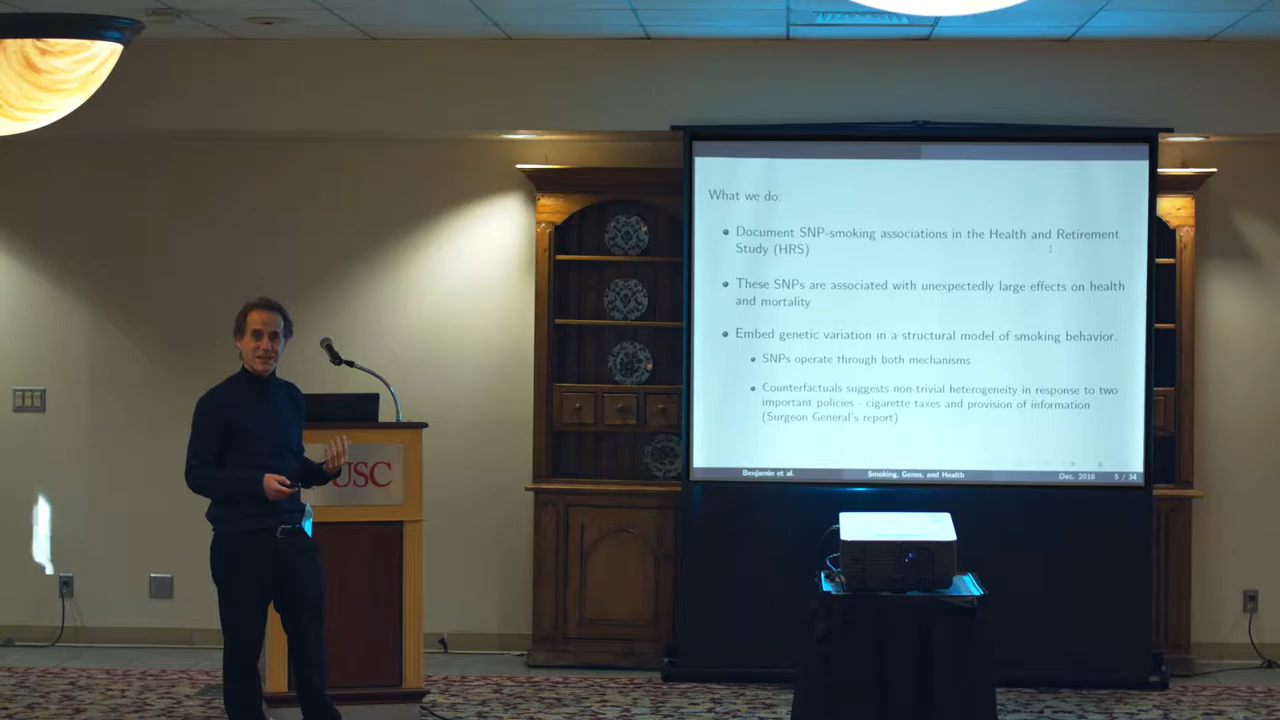 What we do:
Document SNP-smoking associations in the Health and Retirement
Study (HRS)
These SNPs are associated with unexpectedly large effects on health
and mortality
Embed genetic variation in a structural model of smoking behavior.
SNPs operate through both mechanisms
Counterfactuals suggests non-trivial heterogeneity in response to two
important policies - cigarette taxes and provision of information
(Surgeon General's report)
Benjamin et al. Smoking, Genes, and Health Dec. 2010 5 / 34
USC